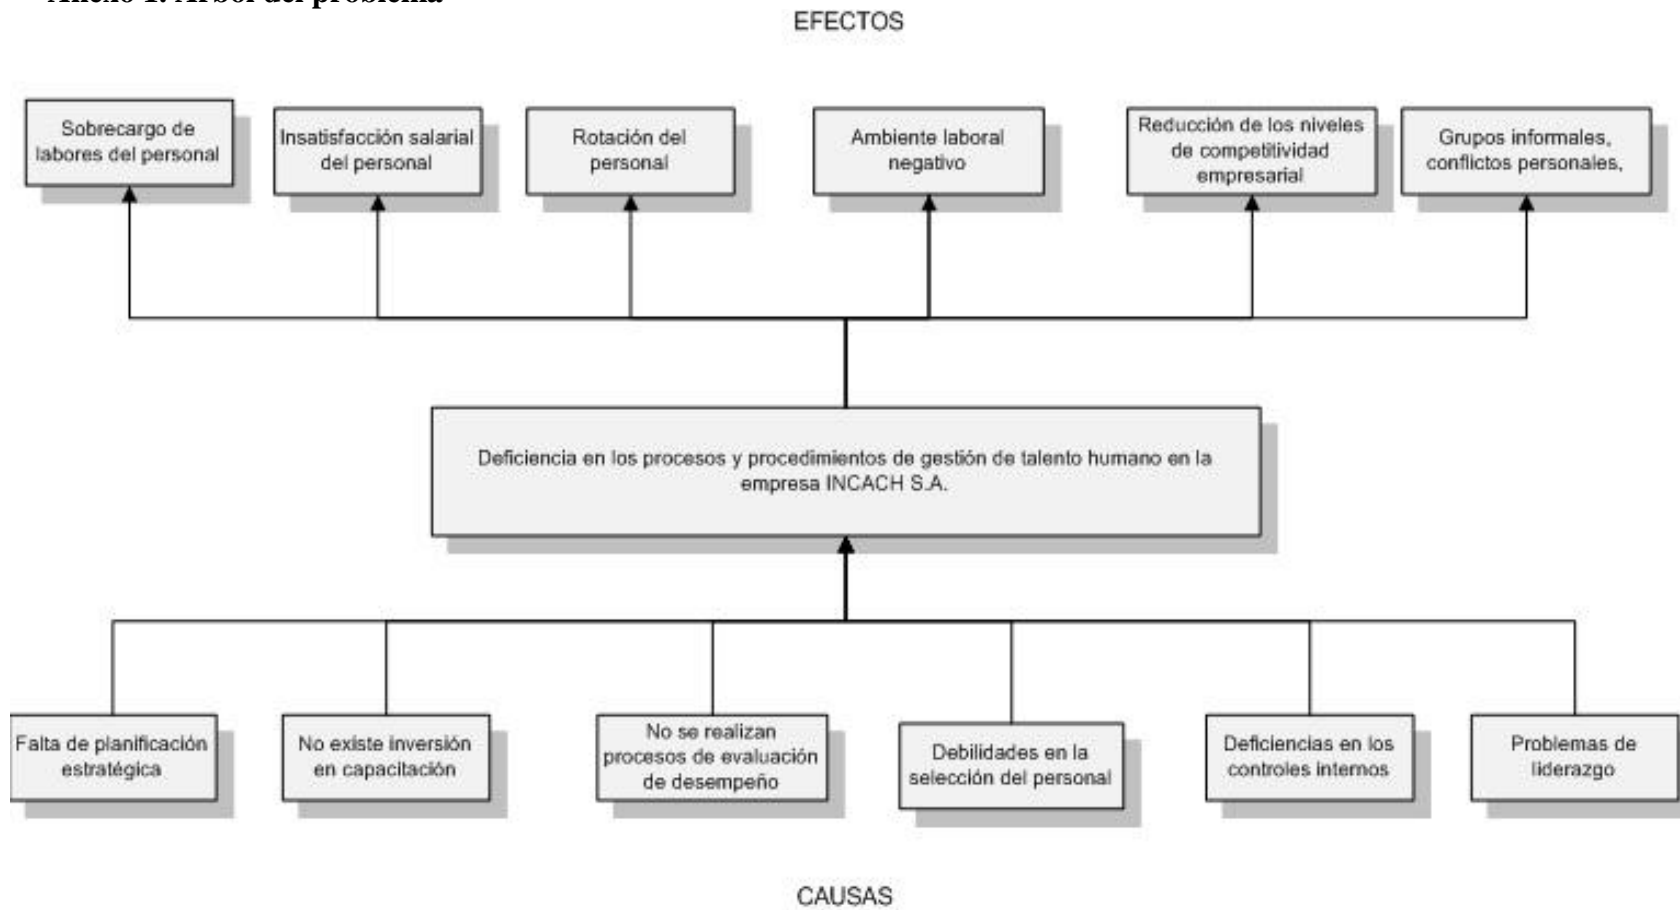 Anexo 1. Árbol del problema
EFECTOS
Sobrecargo de
labores del personal
Insatisfacción salarial
del personal
Rotación del
personal
Ambiente laboral
negativo
Reducción de los niveles
de competitividad
empresarial
Grupos informales,
conflictos personales,
Deficiencia en los procesos y procedimientos de gestión de talento humano en la
empresa INCACH S.A.
Falta de planificación
estratégica
No existe inversión
en capacitación
No se realizan
procesos de evaluación
de desempeño
Debilidades en la
selección del personal
Deficiencias en los
controles internos
Problemas de
liderazgo
CAUSAS